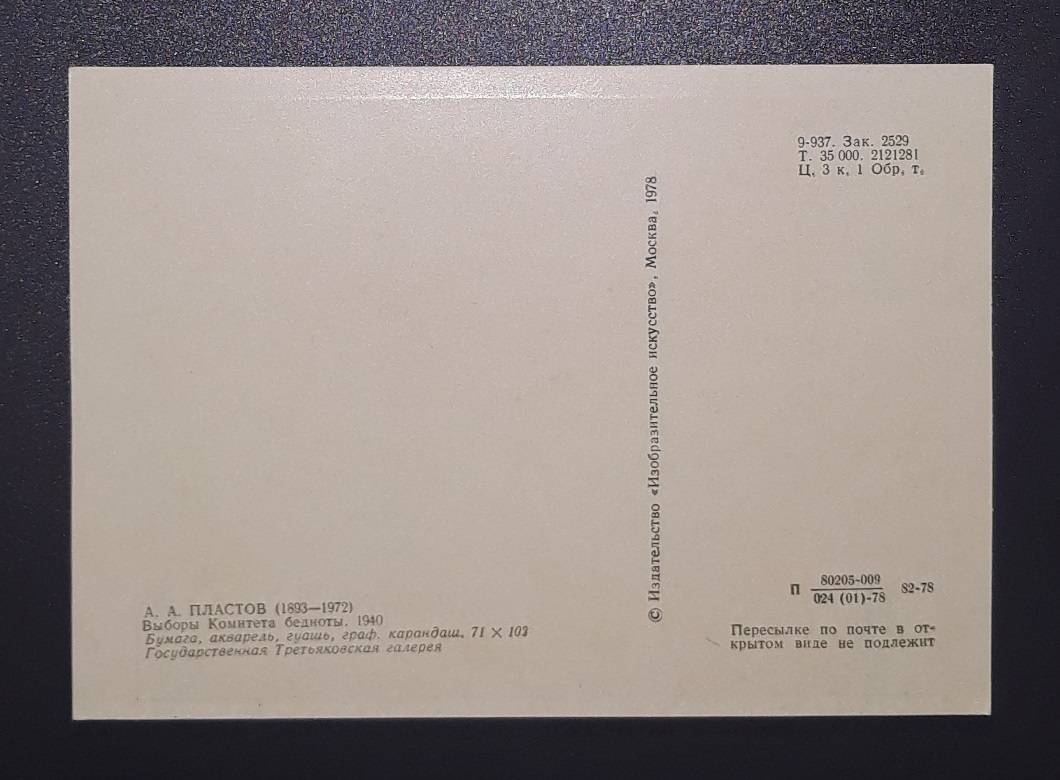 9-937. Зак. 2529
Т. 35 000. 2121281
Ц. 3 к. 1 Обр. т.
© Издательство «Изобразительное искусство», Москва, 1978
А. А. ПЛАСТОВ (1893—1972)
Выборы Комитета бедноты. 1940
Бумага, акварель, гуашь, граф. карандаш. 71 × 103
Государственная Третьяковская галерея
П 80205-009
024 (01)-78 82-78
Пересылке по почте в от-
крытом виде не подлежит